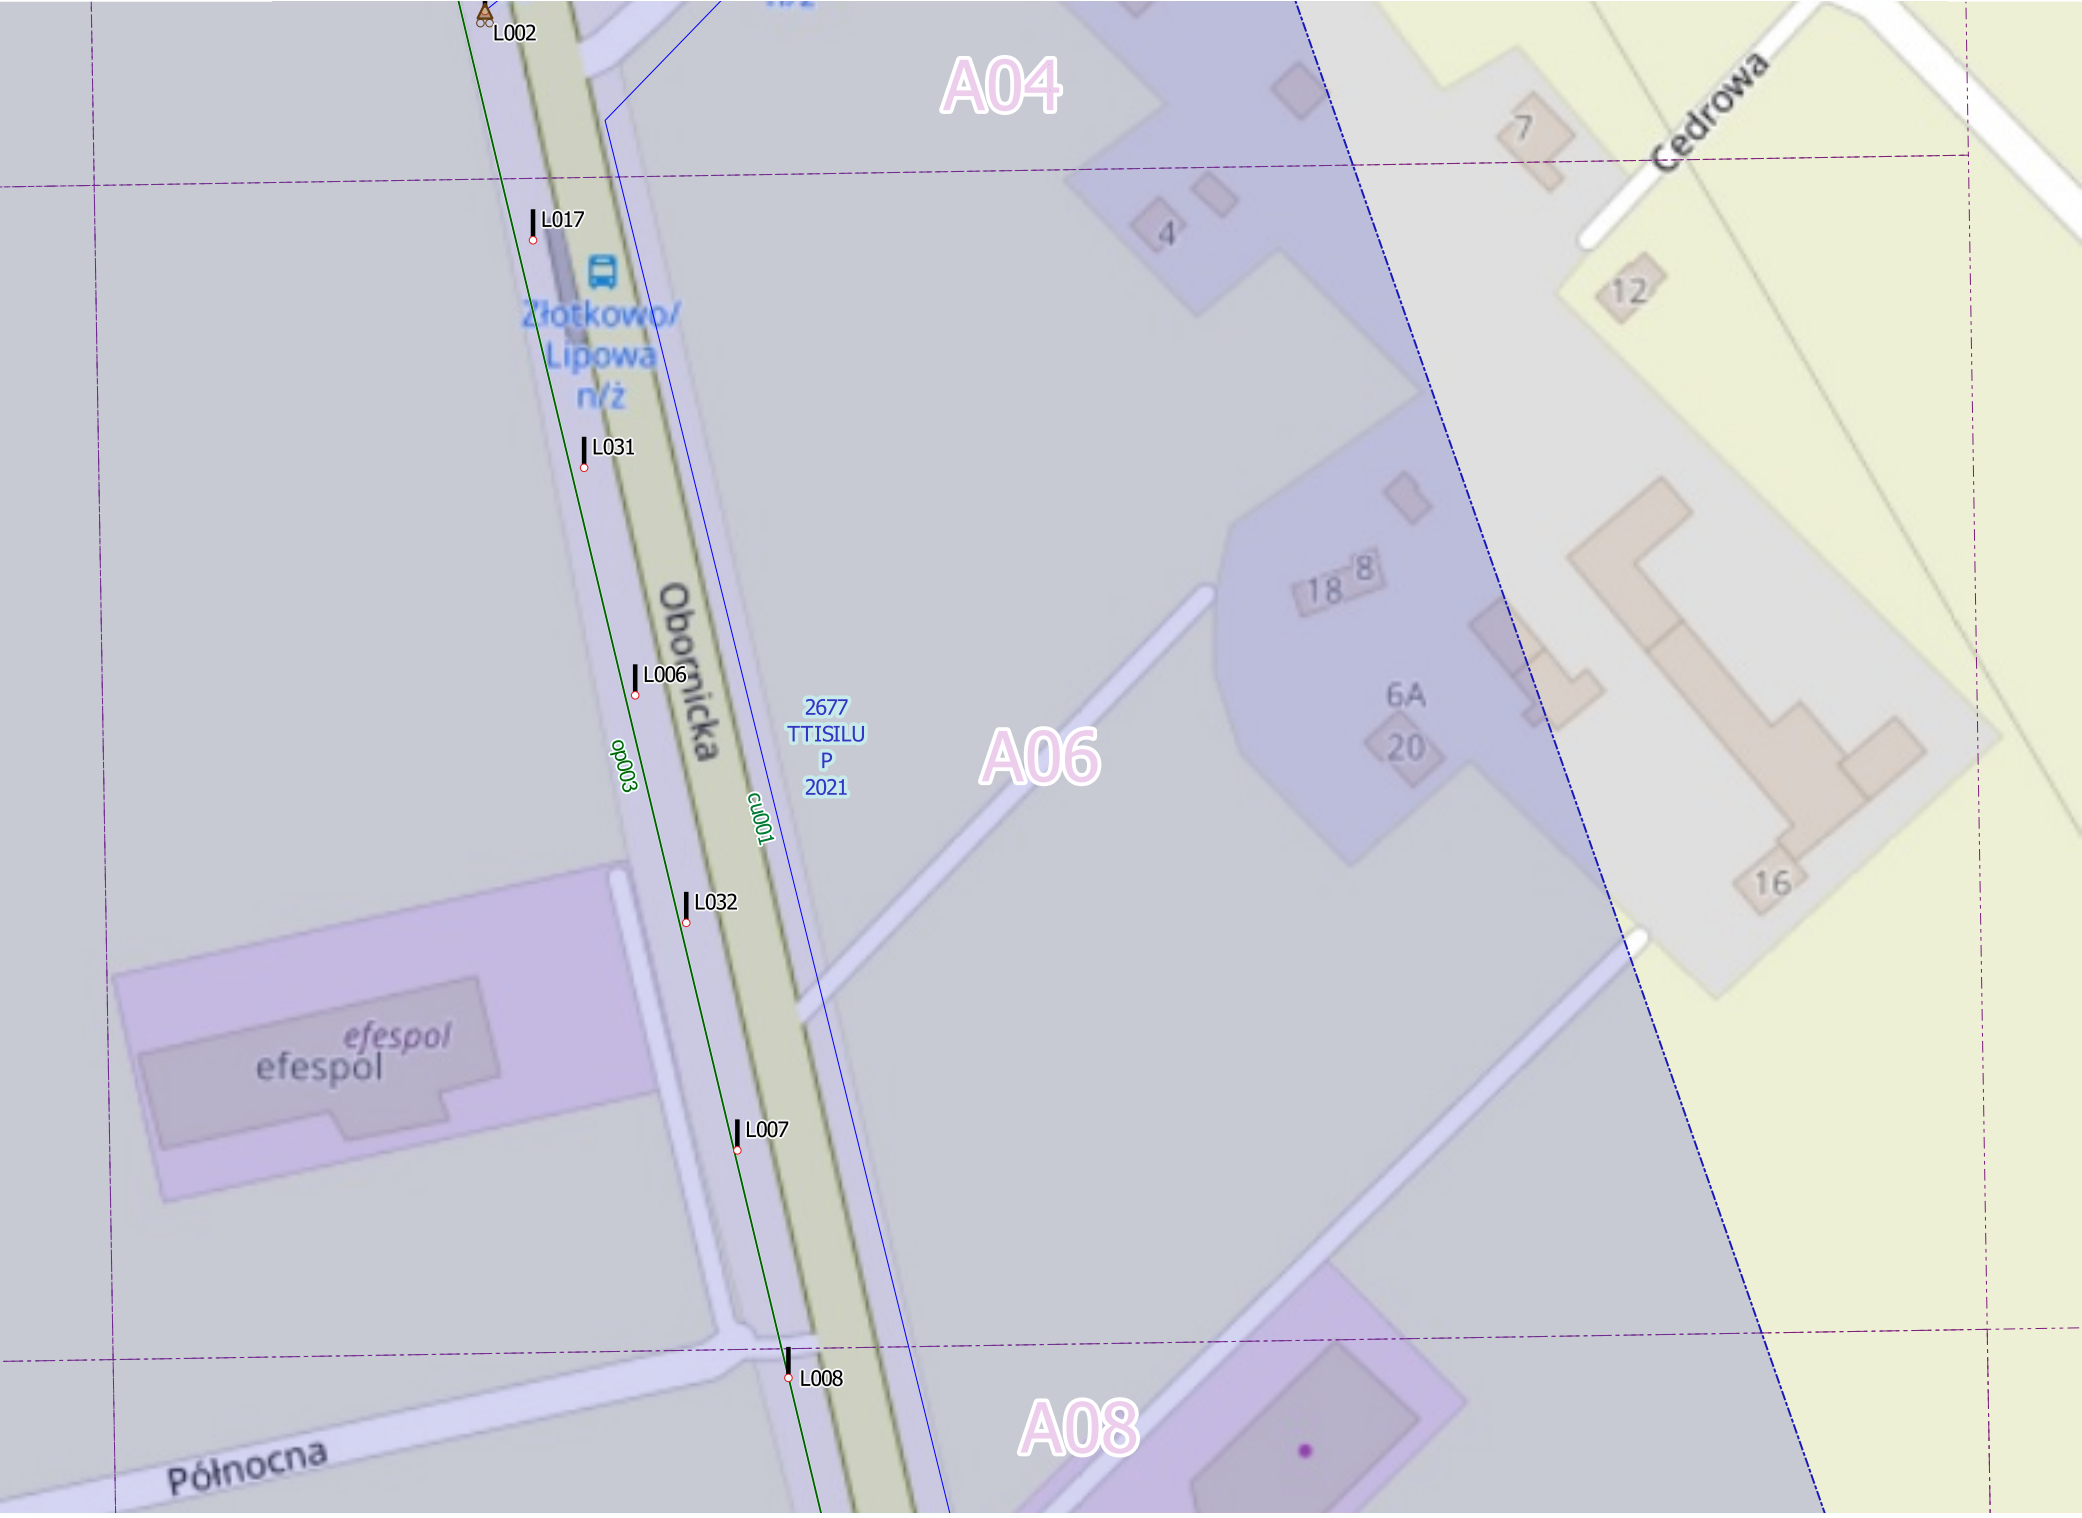 n/ż
L002
A04
7
Cedrowa
L017
4
12
Złotkowo/
Lipowa
n/ż
L031
Obornicka
18
8
L006
6A
20
2677
TTISILU
P
2021
A06
op003
cu001
16
L032
efespol
efespol
L007
L008
A08
Północna